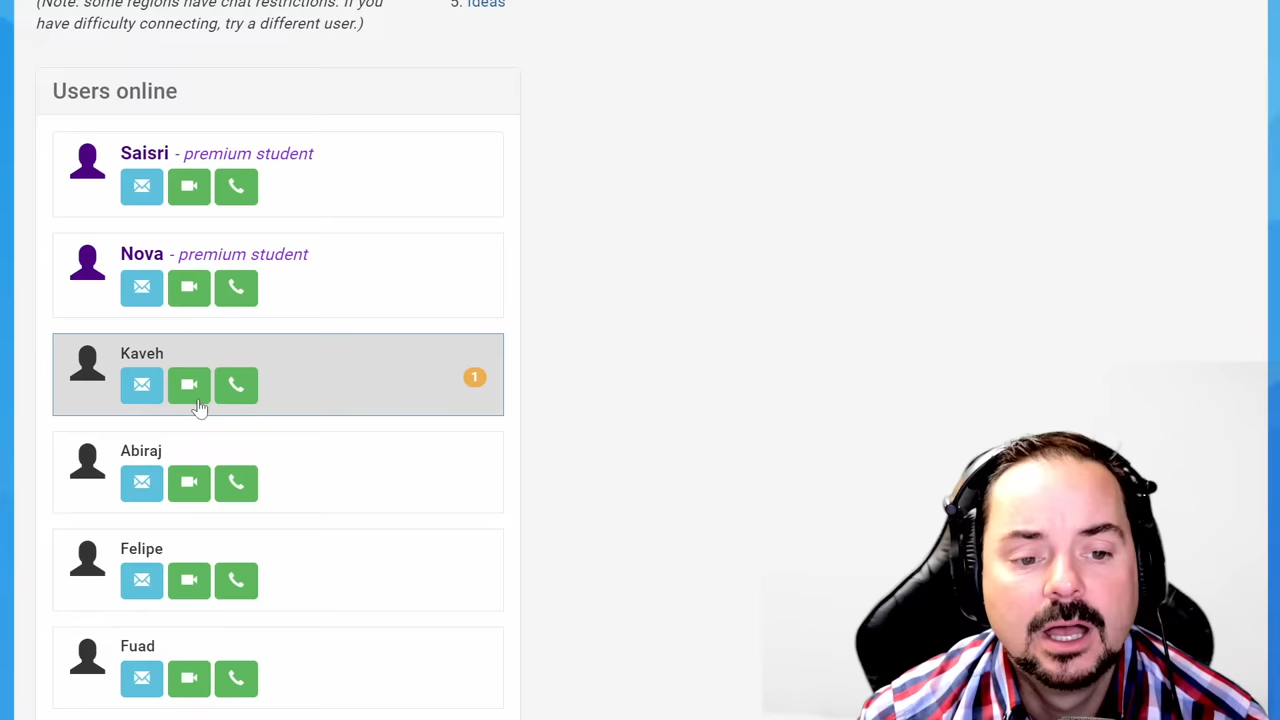 (Note: some regions have chat restrictions. If you
have difficulty connecting, try a different user.)
5. Ideas
Users online
Saisri - premium student
Nova - premium student
Kaveh
1
Abiraj
Felipe
Fuad